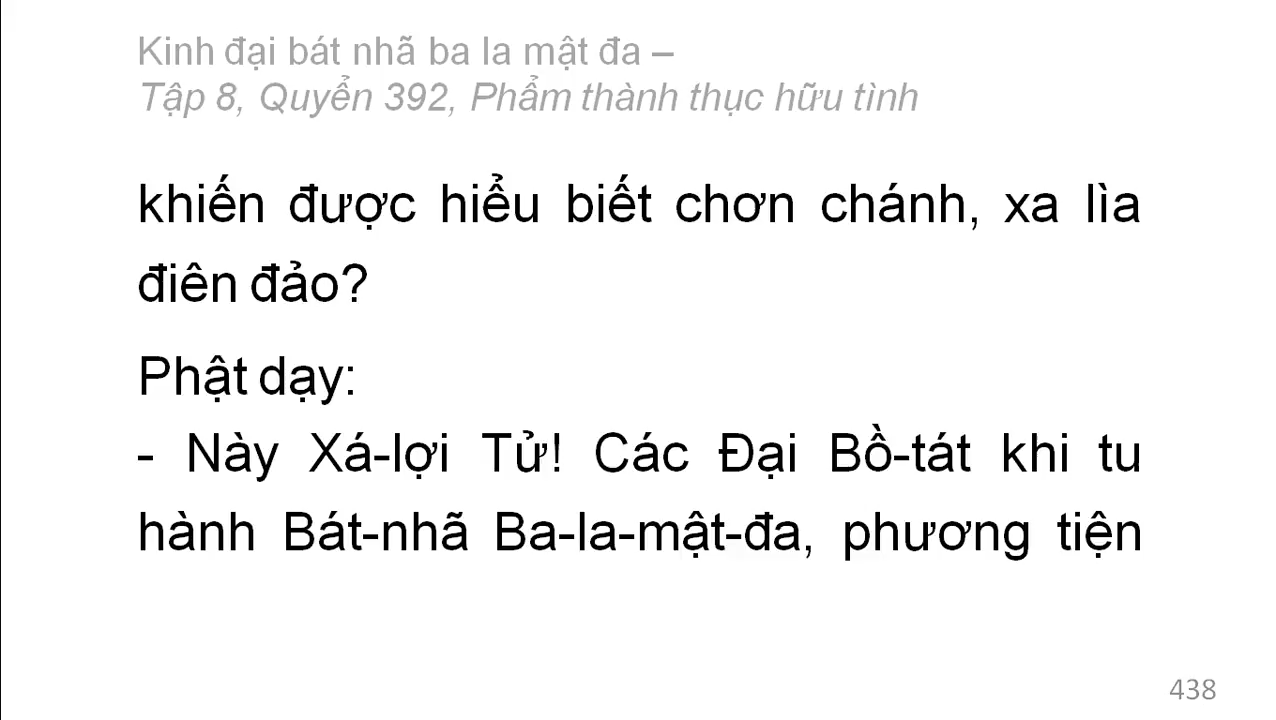 Kinh đại bát nhã ba la mật đa –
Tập 8, Quyển 392, Phẩm thành thục hữu tình
khiến được hiểu biết chơn chánh, xa lìa
điên đảo?
Phật dạy:
- Này Xá-lợi Tử! Các Đại Bồ-tát khi tu
hành Bát-nhã Ba-la-mật-đa, phương tiện
438